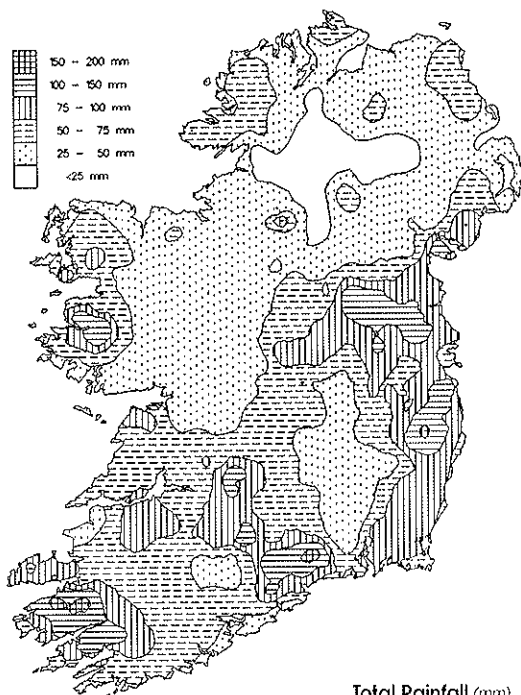 150 – 200 mm
100 – 150 mm
75 – 100 mm
50 – 75 mm
25 – 50 mm
<25 mm
Total Rainfall (mm)